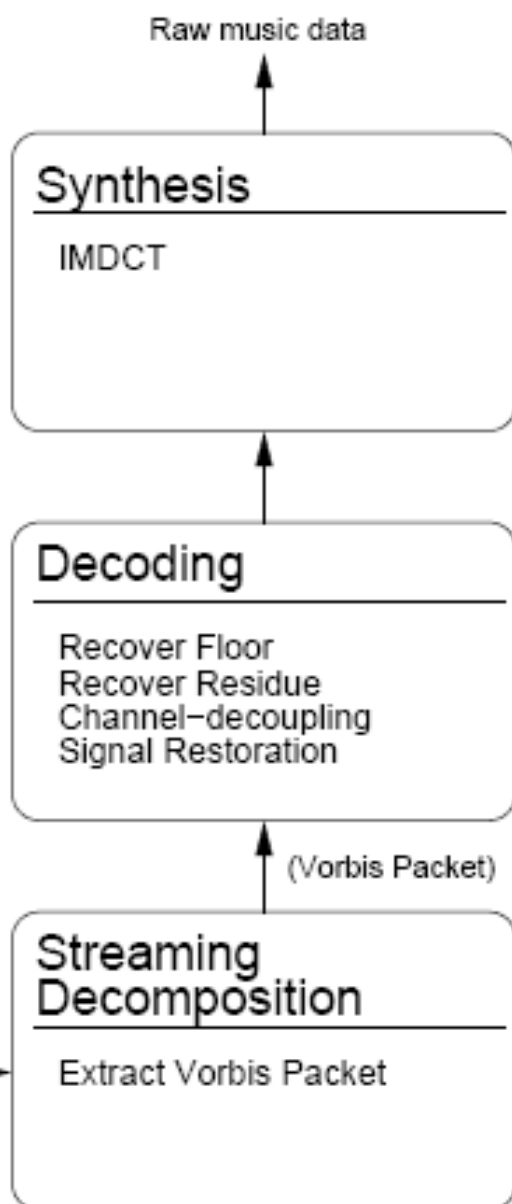 Raw music data
Synthesis
IMDCT
Decoding
Recover Floor
Recover Residue
Channel-decoupling
Signal Restoration
(Vorbis Packet)
Streaming
Decomposition
Extract Vorbis Packet